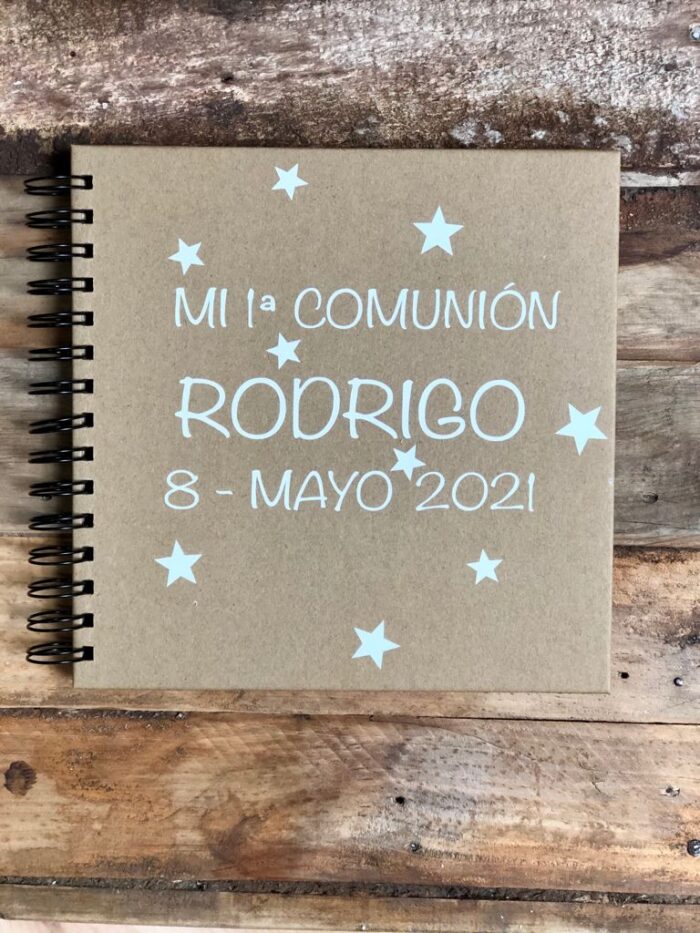 MI 1ª COMUNIÓN
RODRIGO
8 - MAYO 2021